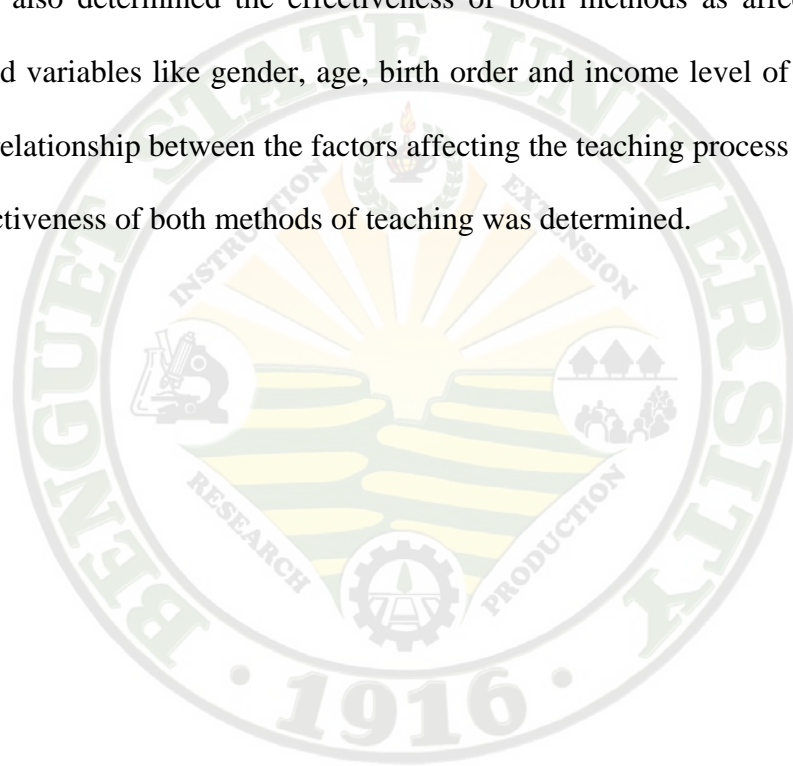 also determined the effectiveness of both methods as affe
d variables like gender, age, birth order and income level of
elationship between the factors affecting the teaching process
ctiveness of both methods of teaching was determined.
BENGUET STATE UNIVERSITY
INSTRUCTION
EXTENSION
RESEARCH
PRODUCTION
· 1916 ·